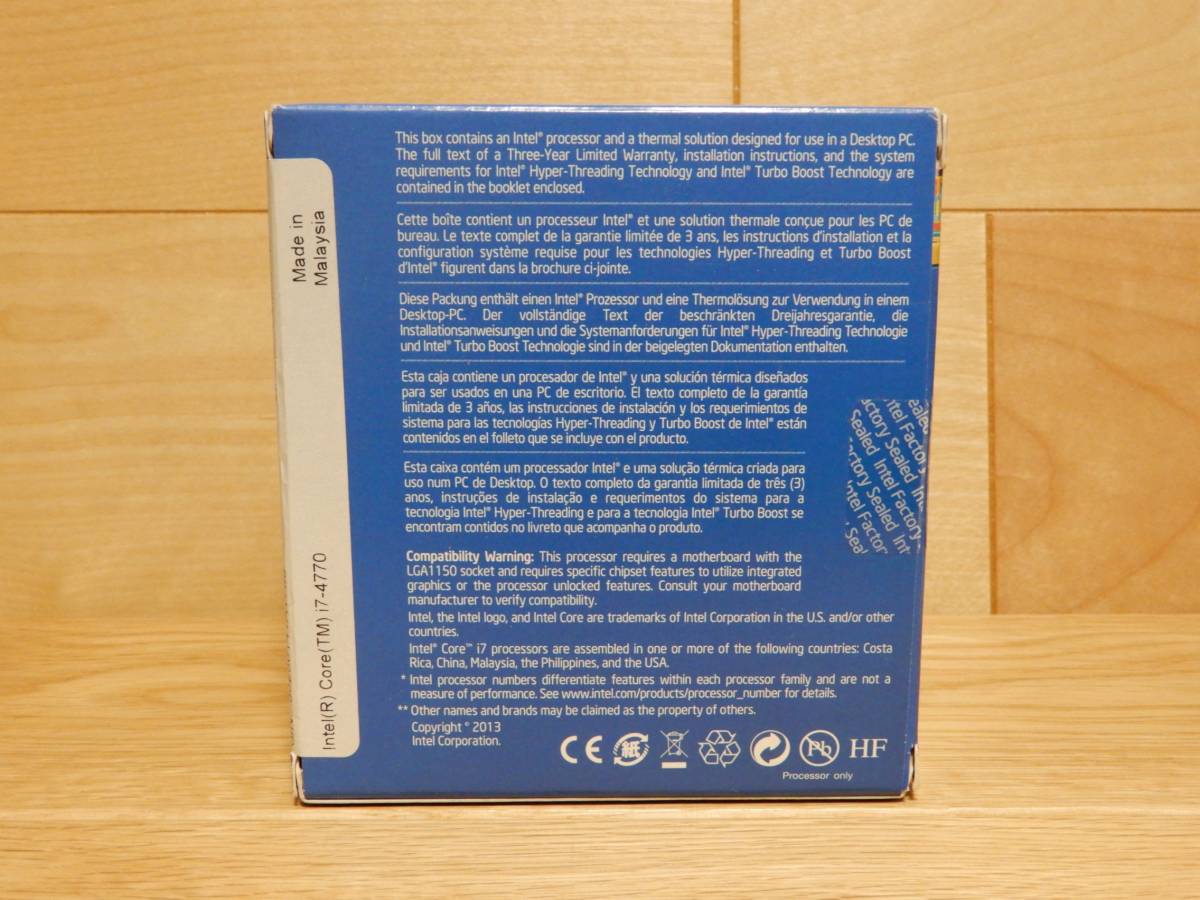 This box contains an Intel® processor and a thermal solution designed for use in a Desktop PC.
The full text of a Three-Year Limited Warranty, installation instructions, and the system
requirements for Intel® Hyper-Threading Technology and Intel® Turbo Boost Technology are
contained in the booklet enclosed.
Cette boîte contient un processeur Intel® et une solution thermale conçue pour les PC de
bureau. Le texte complet de la garantie limitée de 3 ans, les instructions d'installation et la
configuration système requise pour les technologies Hyper-Threading et Turbo Boost
d'Intel® figurent dans la brochure ci-jointe.
Diese Packung enthält einen Intel® Prozessor und eine Thermolösung zur Verwendung in einem
Desktop-PC. Der vollständige Text der beschränkten Dreijahresgarantie, die
Installationsanweisungen und die Systemanforderungen für Intel® Hyper-Threading Technologie
und Intel® Turbo Boost Technologie sind in der beigelegten Dokumentation enthalten.
Esta caja contiene un procesador de Intel® y una solución térmica diseñados
para ser usados en una PC de escritorio. El texto completo de la garantía
limitada de 3 años, las instrucciones de instalación y los requerimientos de
sistema para las tecnologías Hyper-Threading y Turbo Boost de Intel® están
contenidos en el folleto que se incluye con el producto.
Esta caixa contém um processador Intel® e uma solução térmica criada para
uso num PC de Desktop. O texto completo da garantia limitada de três (3)
anos, instruções de instalação e requerimentos do sistema para a
tecnologia Intel® Hyper-Threading e para a tecnologia Intel® Turbo Boost se
encontram contidos no livreto que acompanha o produto.
Compatibility Warning: This processor requires a motherboard with the
LGA1150 socket and requires specific chipset features to utilize integrated
graphics or the processor unlocked features. Consult your motherboard
manufacturer to verify compatibility.
Intel, the Intel logo, and Intel Core are trademarks of Intel Corporation in the U.S. and/or other
countries.
Intel® Core™ i7 processors are assembled in one or more of the following countries: Costa
Rica, China, Malaysia, the Philippines, and the USA.
* Intel processor numbers differentiate features within each processor family and are not a
measure of performance. See www.intel.com/products/processor_number for details.
** Other names and brands may be claimed as the property of others.
Copyright © 2013
Intel Corporation.
CE 紙 Pb HF
Processor only
Made in
Malaysia
Intel(R) Core(TM) i7-4770
ealed
ntel Factory
actory Sealed Int
Sealed Intel Factory
actory Sealed Int
Intel Factor
Seal